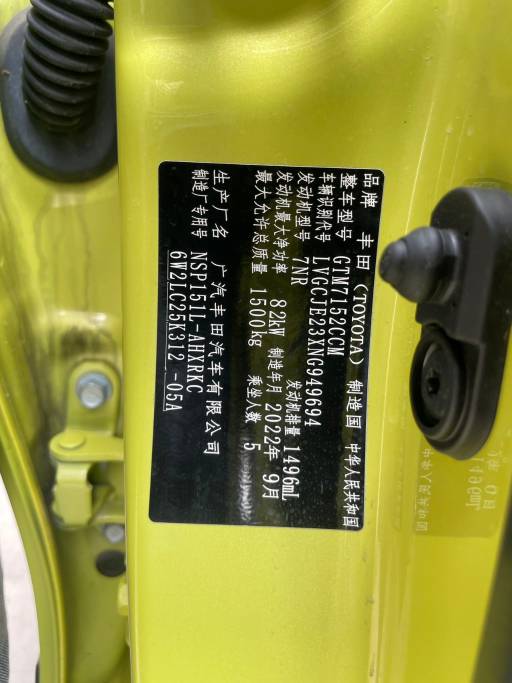 品牌 丰田(TOYOTA) 制造国 中华人民共和国
整车型号 GTM7152CCM
车辆识别代号 LVGCJE23XNG949694
发动机型号 7NR 发动机排量 1496mL
发动机最大净功率 82kW 制造年月 2022年 9月
最大允许总质量 1500kg 乘坐人数 5
生产厂名 广汽丰田汽车有限公司
制造厂专用号 NSP151L-AHXRKC
6W2LC25K312 -05A